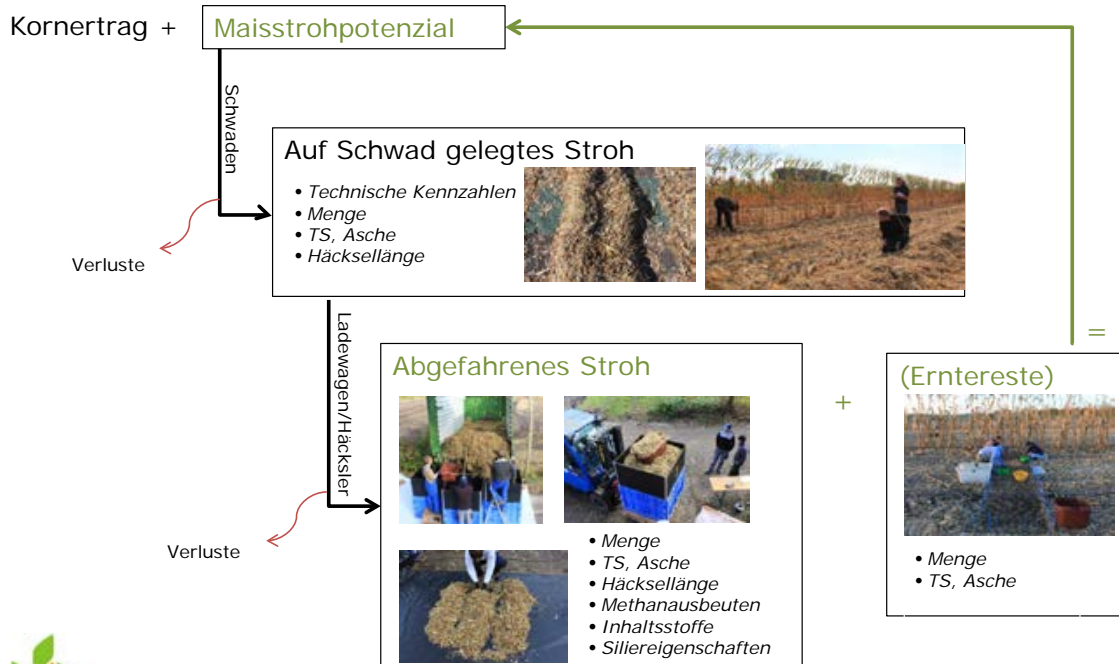 Kornertrag + Maisstrohpotenzial
Schwaden
Auf Schwad gelegtes Stroh
• Technische Kennzahlen
• Menge
• TS, Asche
• Häcksellänge
Verluste
Ladewagen/Häcksler
=
Abgefahrenes Stroh
+
(Erntereste)
• Menge
• TS, Asche
• Häcksellänge
• Methanausbeuten
• Inhaltsstoffe
• Siliereigenschaften
Verluste
• Menge
• TS, Asche